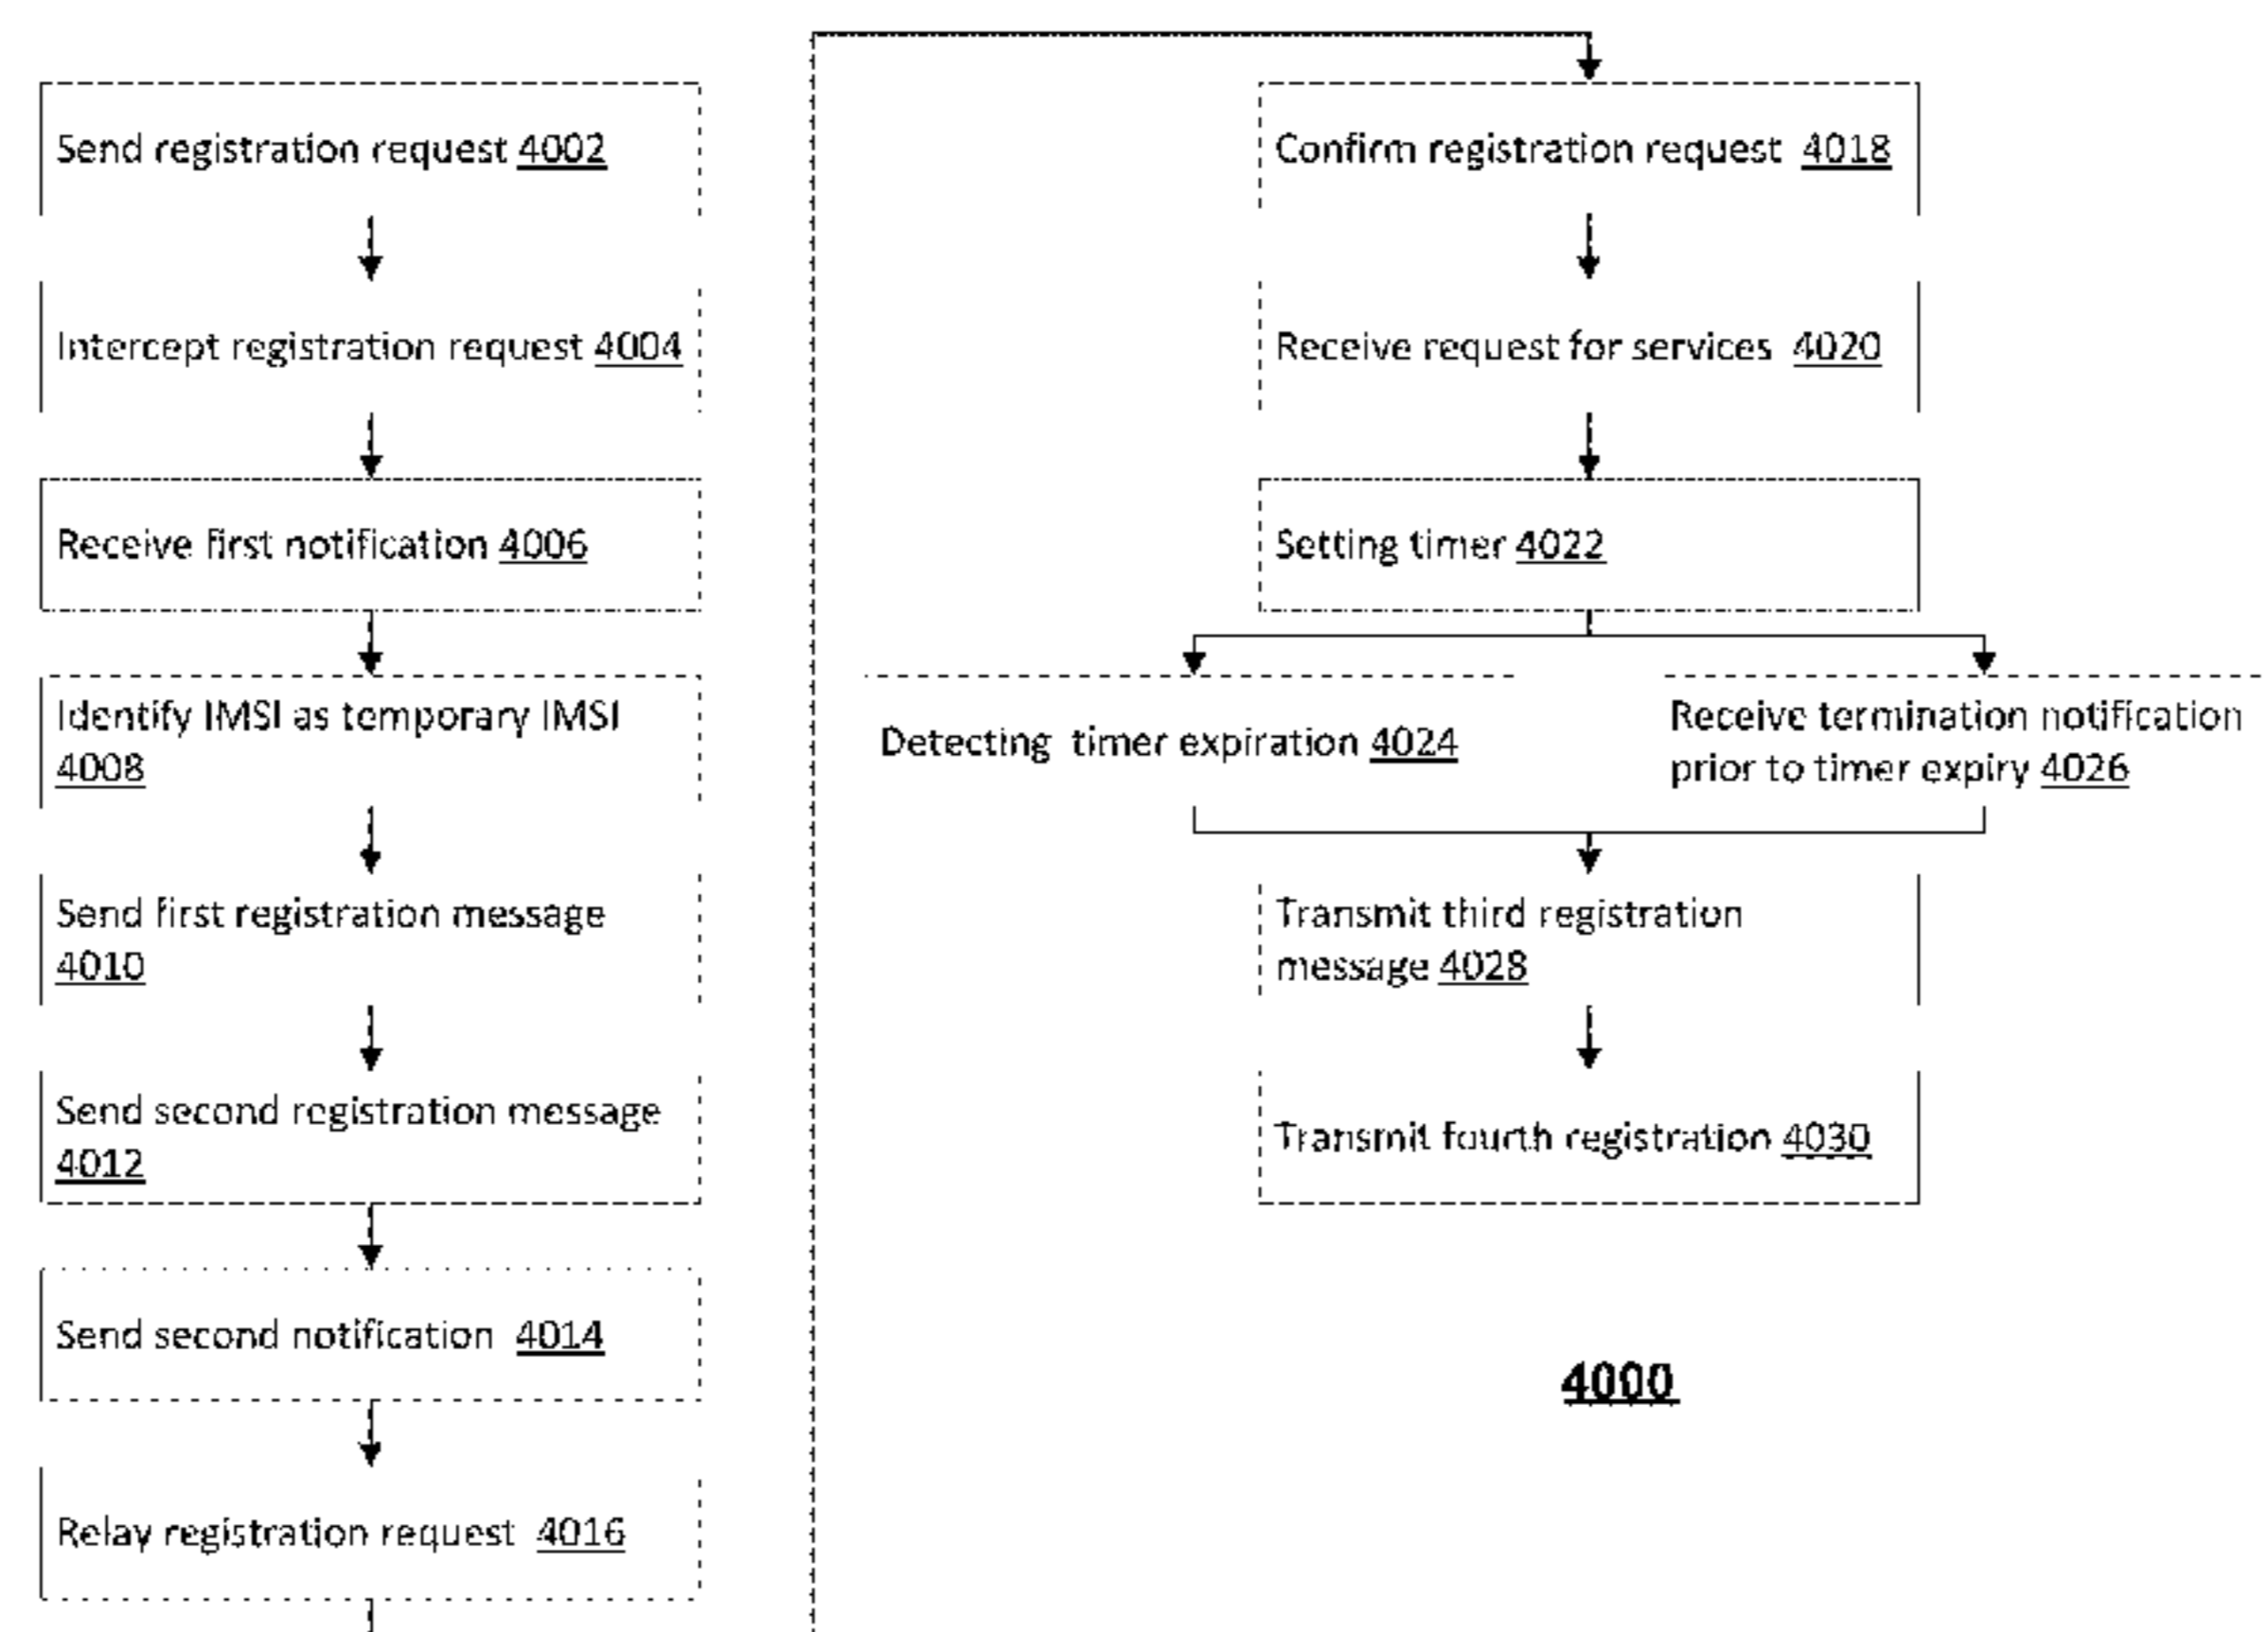 Send registration request 4002
Intercept registration request 4004
Receive first notification 4006
Identify IMSI as temporary IMSI
4008
Send first registration message
4010
Send second registration message
4012
Send second notification 4014
Relay registration request 4016
Confirm registration request 4018
Receive request for services 4020
Setting timer 4022
Detecting timer expiration 4024
Receive termination notification
prior to timer expiry 4026
Transmit third registration
message 4028
Transmit fourth registration 4030
4000